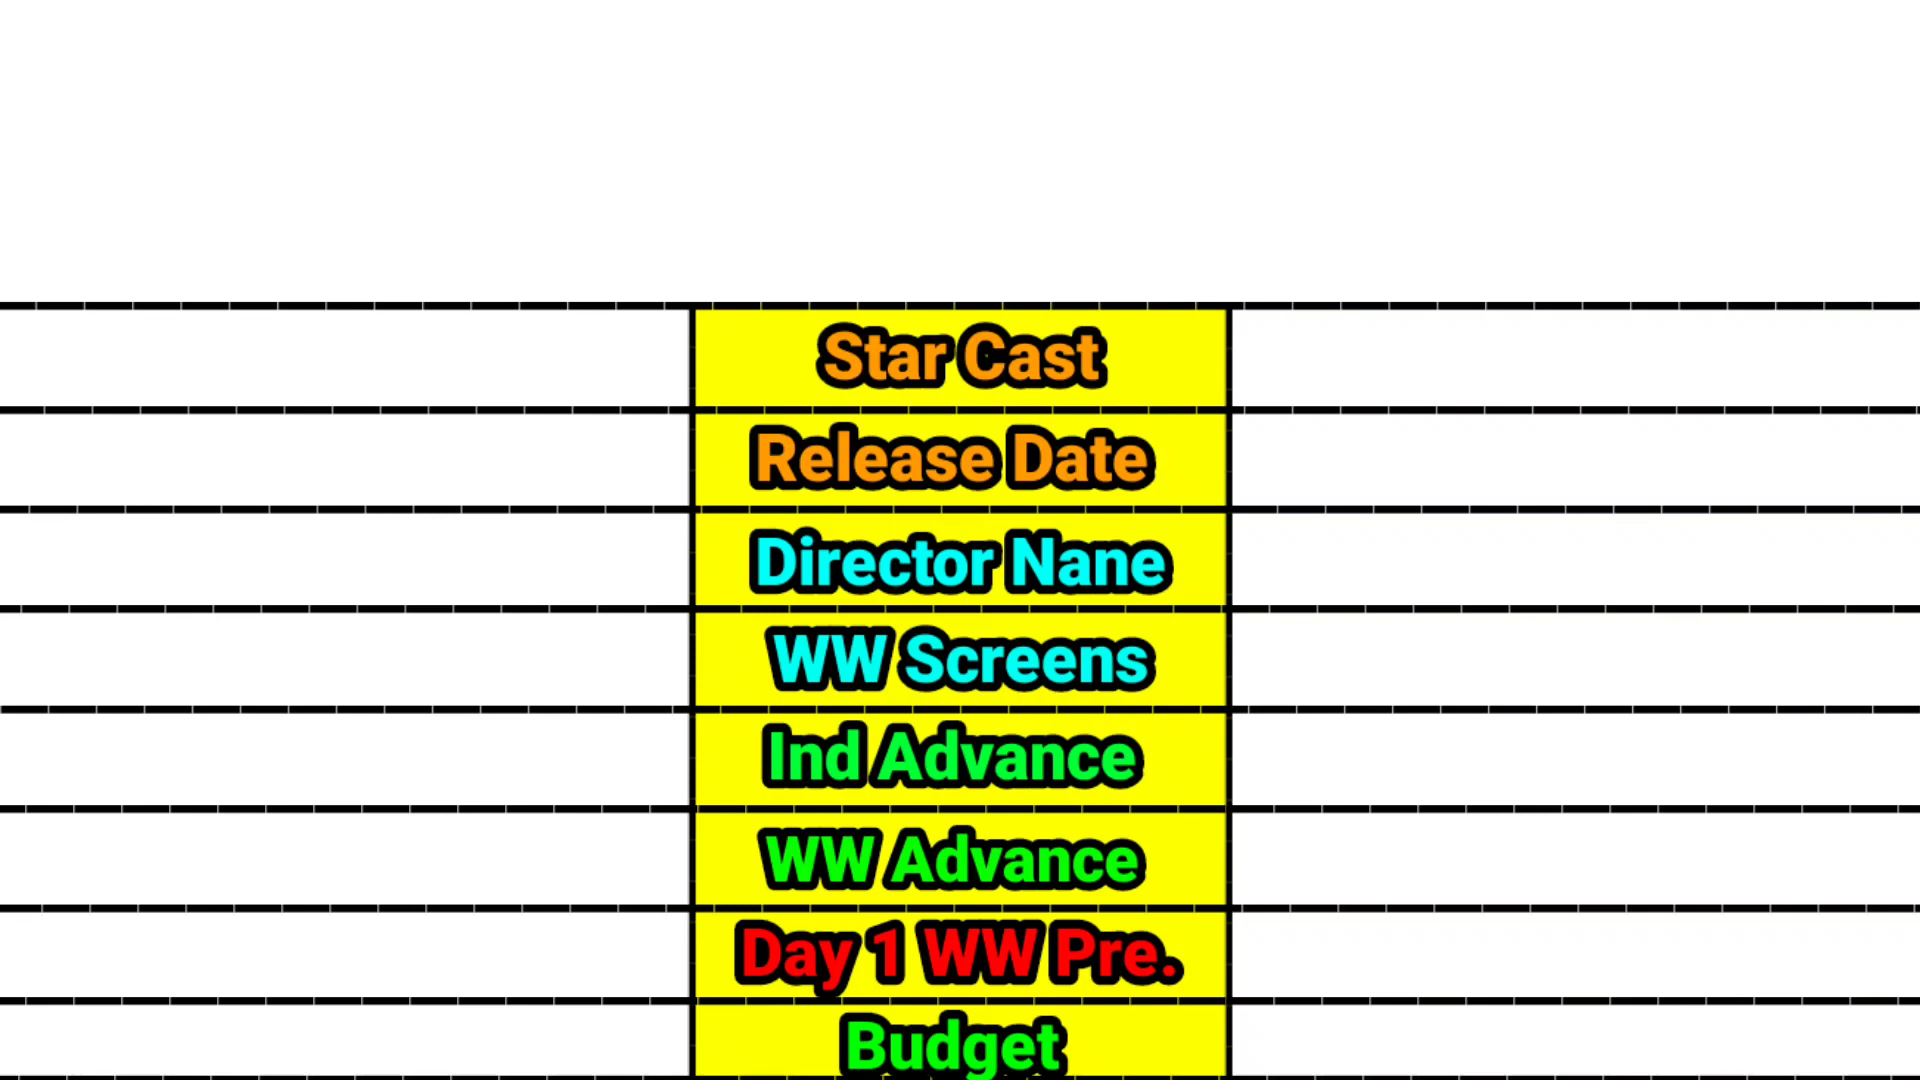 Star Cast
Release Date
Director Nane
WW Screens
Ind Advance
WW Advance
Day 1 WW Pre.
Budget